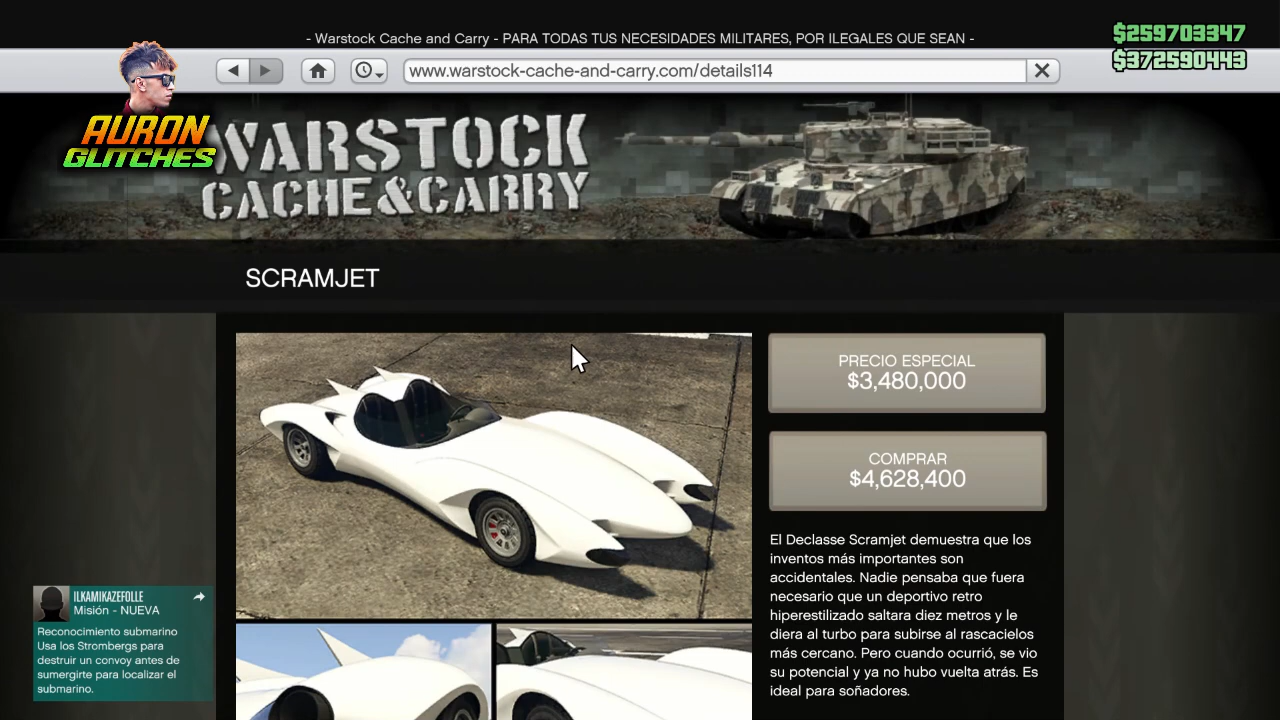 - Warstock Cache and Carry - PARA TODAS TUS NECESIDADES MILITARES, POR ILEGALES QUE SEAN -
$259703347
$372590443
www.warstock-cache-and-carry.com/details114
AURON
GLITCHES
WARSTOCK
CACHE&CARRY
SCRAMJET
PRECIO ESPECIAL
$3,480,000
COMPRAR
$4,628,400
El Declasse Scramjet demuestra que los
inventos más importantes son
accidentales. Nadie pensaba que fuera
necesario que un deportivo retro
hiperestilizado saltara diez metros y le
diera al turbo para subirse al rascacielos
más cercano. Pero cuando ocurrió, se vio
su potencial y ya no hubo vuelta atrás. Es
ideal para soñadores.
ILKAMIKAZEFOLLE
Misión - NUEVA
Reconocimiento submarino
Usa los Strombergs para
destruir un convoy antes de
sumergirte para localizar el
submarino.